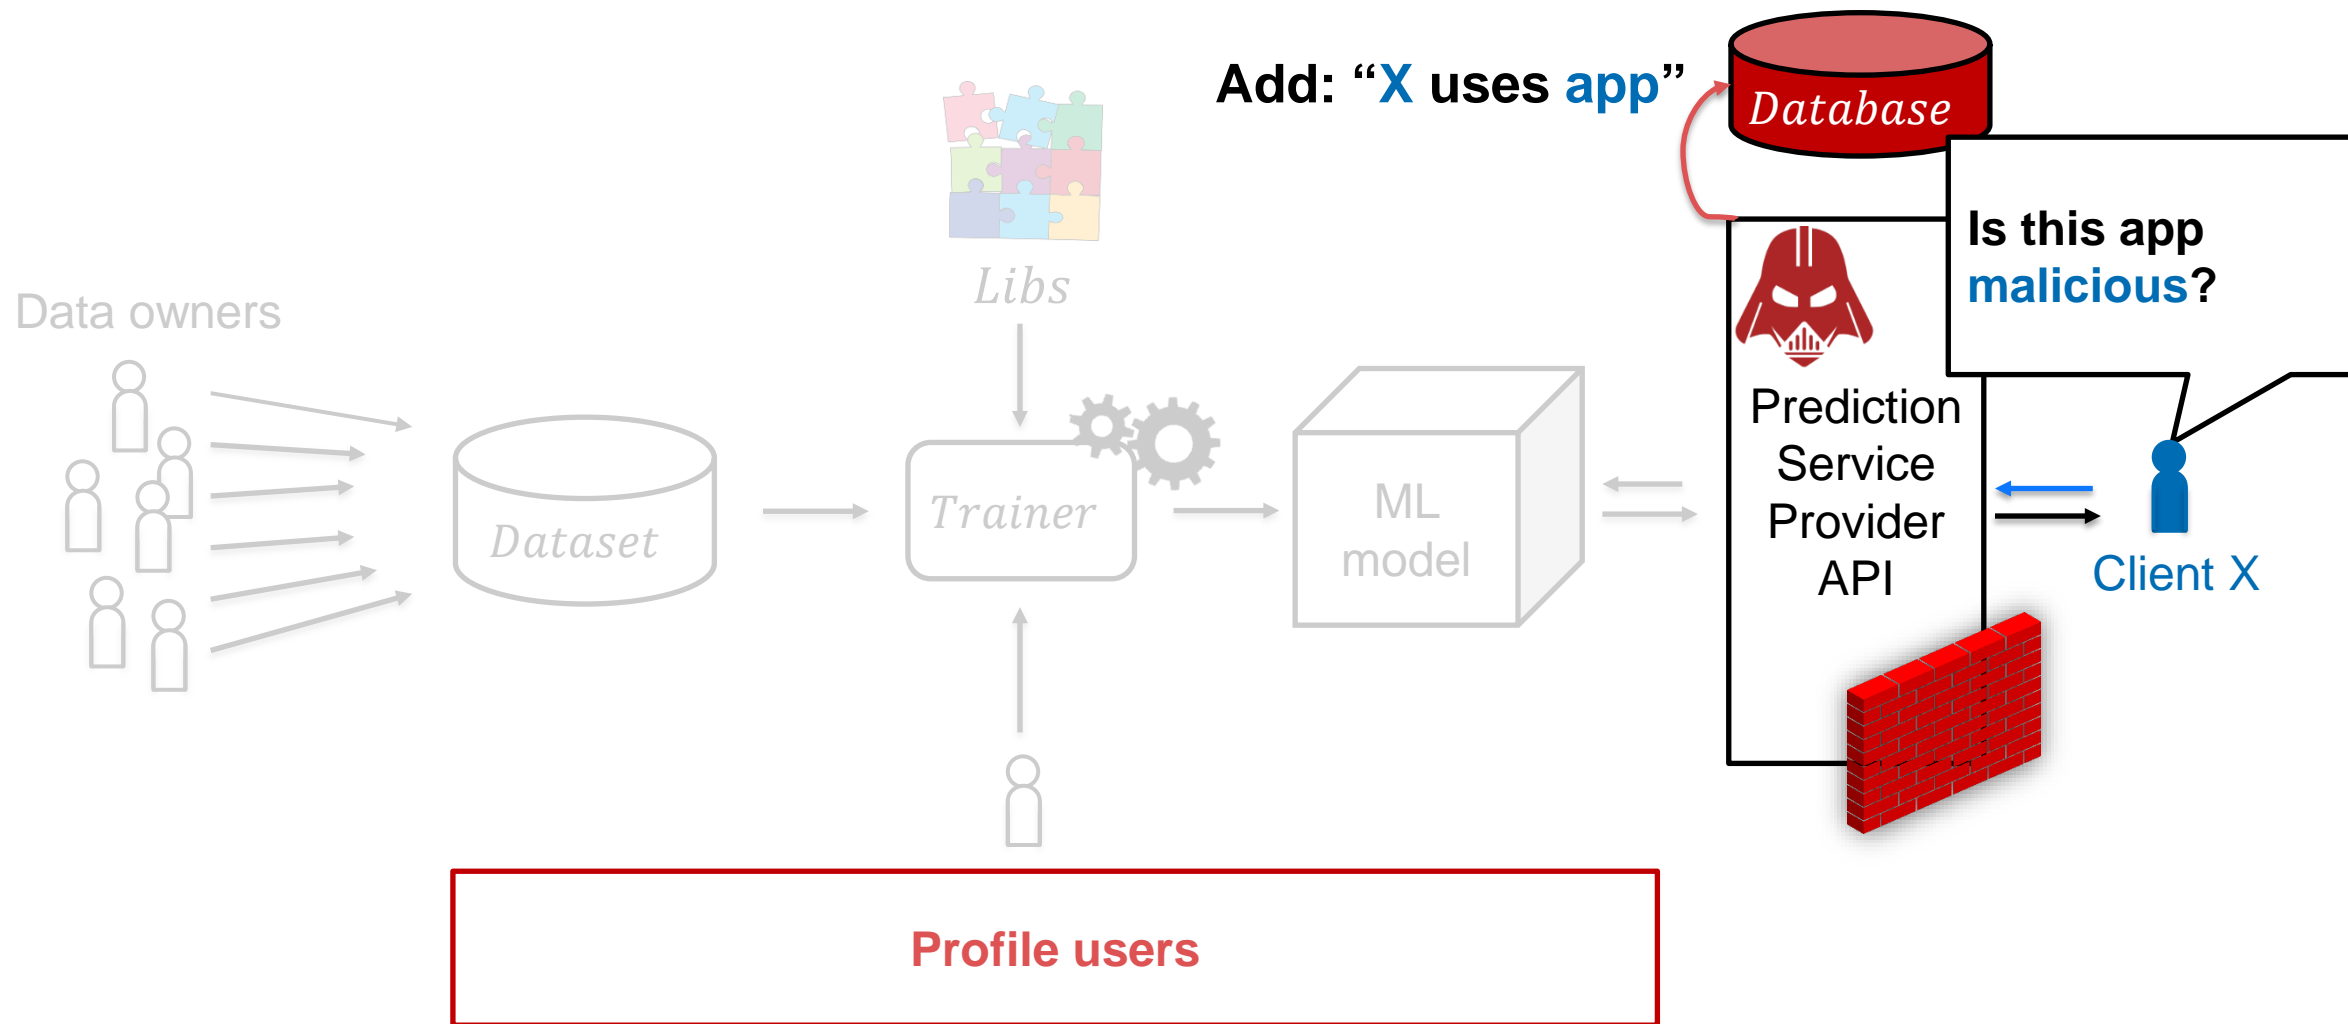 Add: “X uses app”
Database
Is this app
malicious?
Libs
Data owners
Dataset
Trainer
ML
model
Prediction
Service
Provider
API
Client X
Profile users